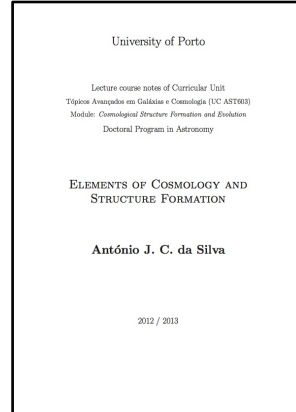 University of Porto
Lecture course notes of Curricular Unit
Tópicos Avançados em Galáxias e Cosmologia (UC AST603)
Module: Cosmological Structure Formation and Evolution
Doctoral Program in Astronomy
Elements of Cosmology and
Structure Formation
António J. C. da Silva
2012 / 2013